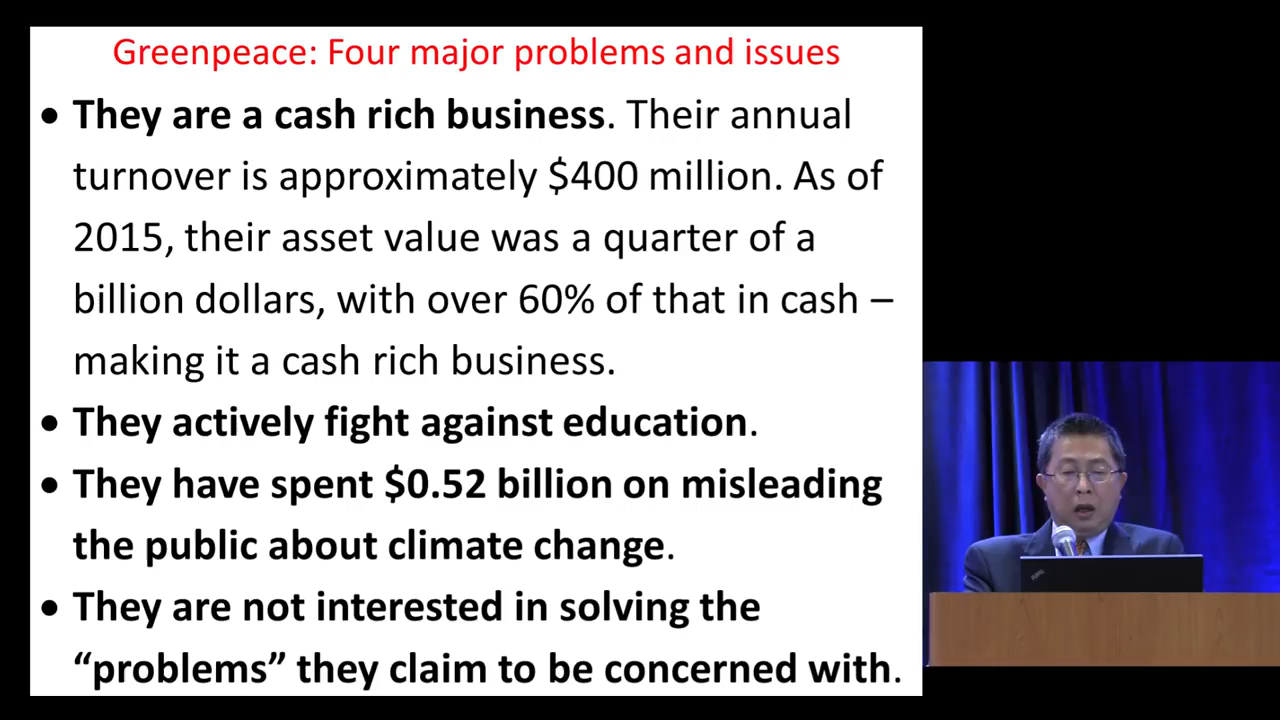 Greenpeace: Four major problems and issues
• They are a cash rich business. Their annual
turnover is approximately $400 million. As of
2015, their asset value was a quarter of a
billion dollars, with over 60% of that in cash –
making it a cash rich business.
• They actively fight against education.
• They have spent $0.52 billion on misleading
the public about climate change.
• They are not interested in solving the
“problems” they claim to be concerned with.